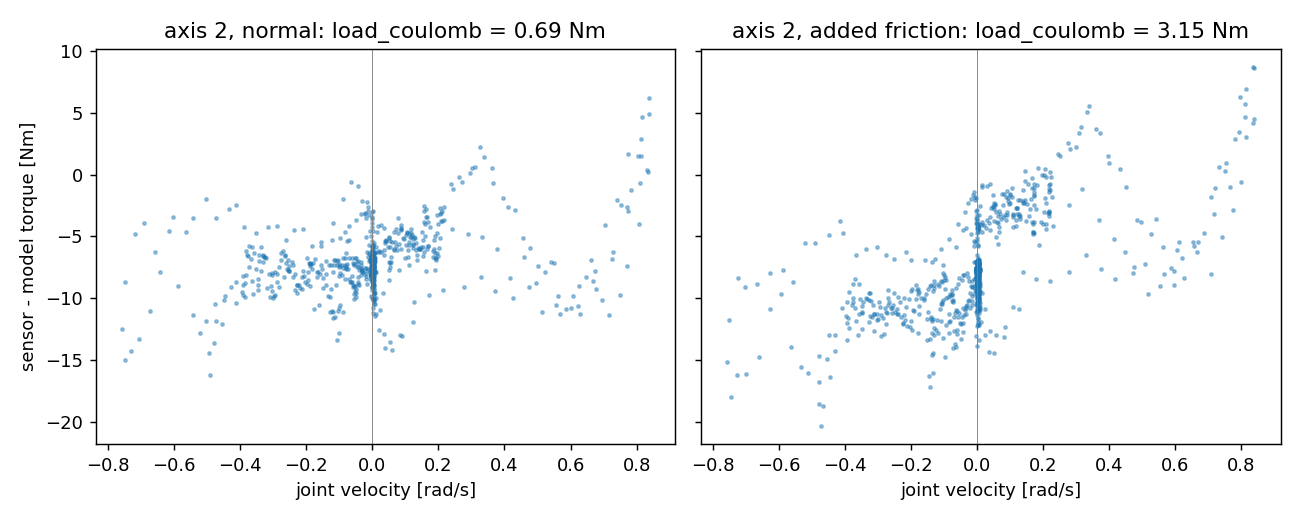 axis 2, normal: load_coulomb = 0.69 Nm
axis 2, added friction: load_coulomb = 3.15 Nm
sensor - model torque [Nm]
10
5
0
−5
−10
−15
−20
−0.8 −0.6 −0.4 −0.2 0.0 0.2 0.4 0.6 0.8
−0.8 −0.6 −0.4 −0.2 0.0 0.2 0.4 0.6 0.8
joint velocity [rad/s]
joint velocity [rad/s]